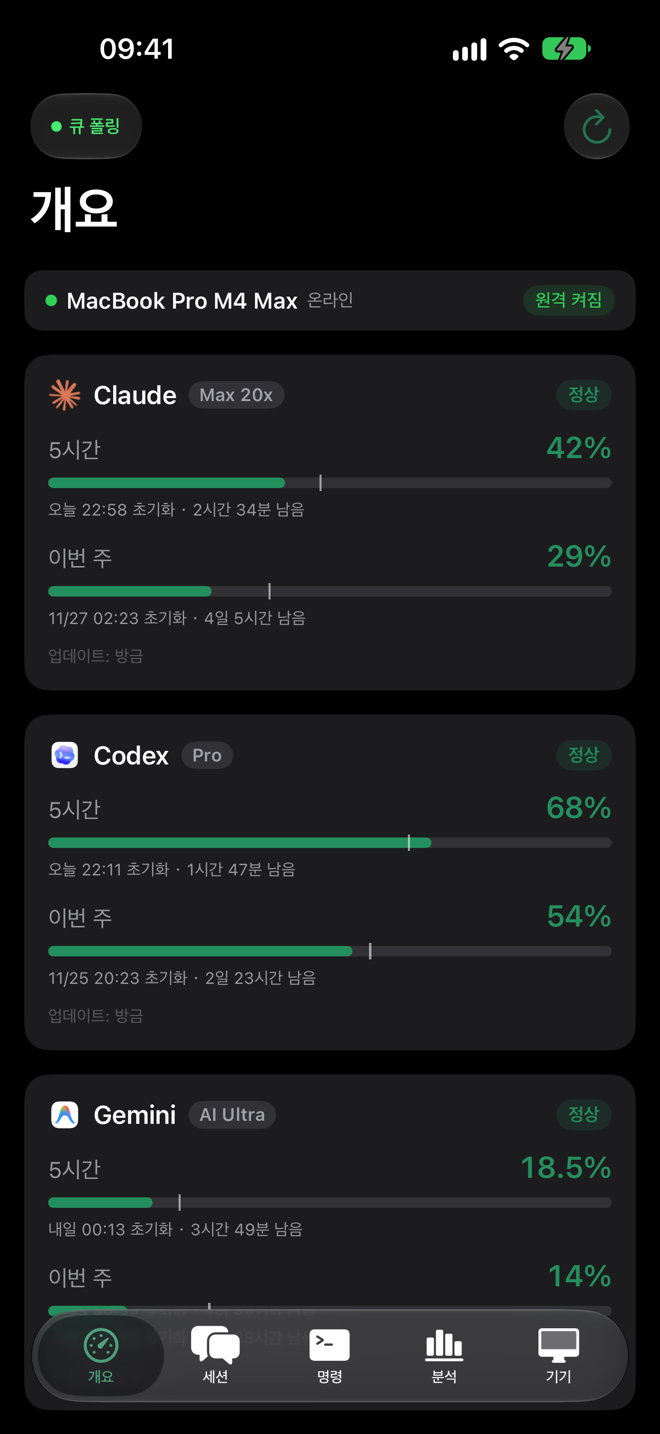 09:41
큐 폴링
개요
MacBook Pro M4 Max 온라인 원격 켜짐
Claude Max 20x 정상
5시간 42%
오늘 22:58 초기화 · 2시간 34분 남음
이번 주 29%
11/27 02:23 초기화 · 4일 5시간 남음
업데이트: 방금
Codex Pro 정상
5시간 68%
오늘 22:11 초기화 · 1시간 47분 남음
이번 주 54%
11/25 20:23 초기화 · 2일 23시간 남음
업데이트: 방금
Gemini AI Ultra 정상
5시간 18.5%
내일 00:13 초기화 · 3시간 49분 남음
이번 주 14%
개요 세션 명령 분석 기기